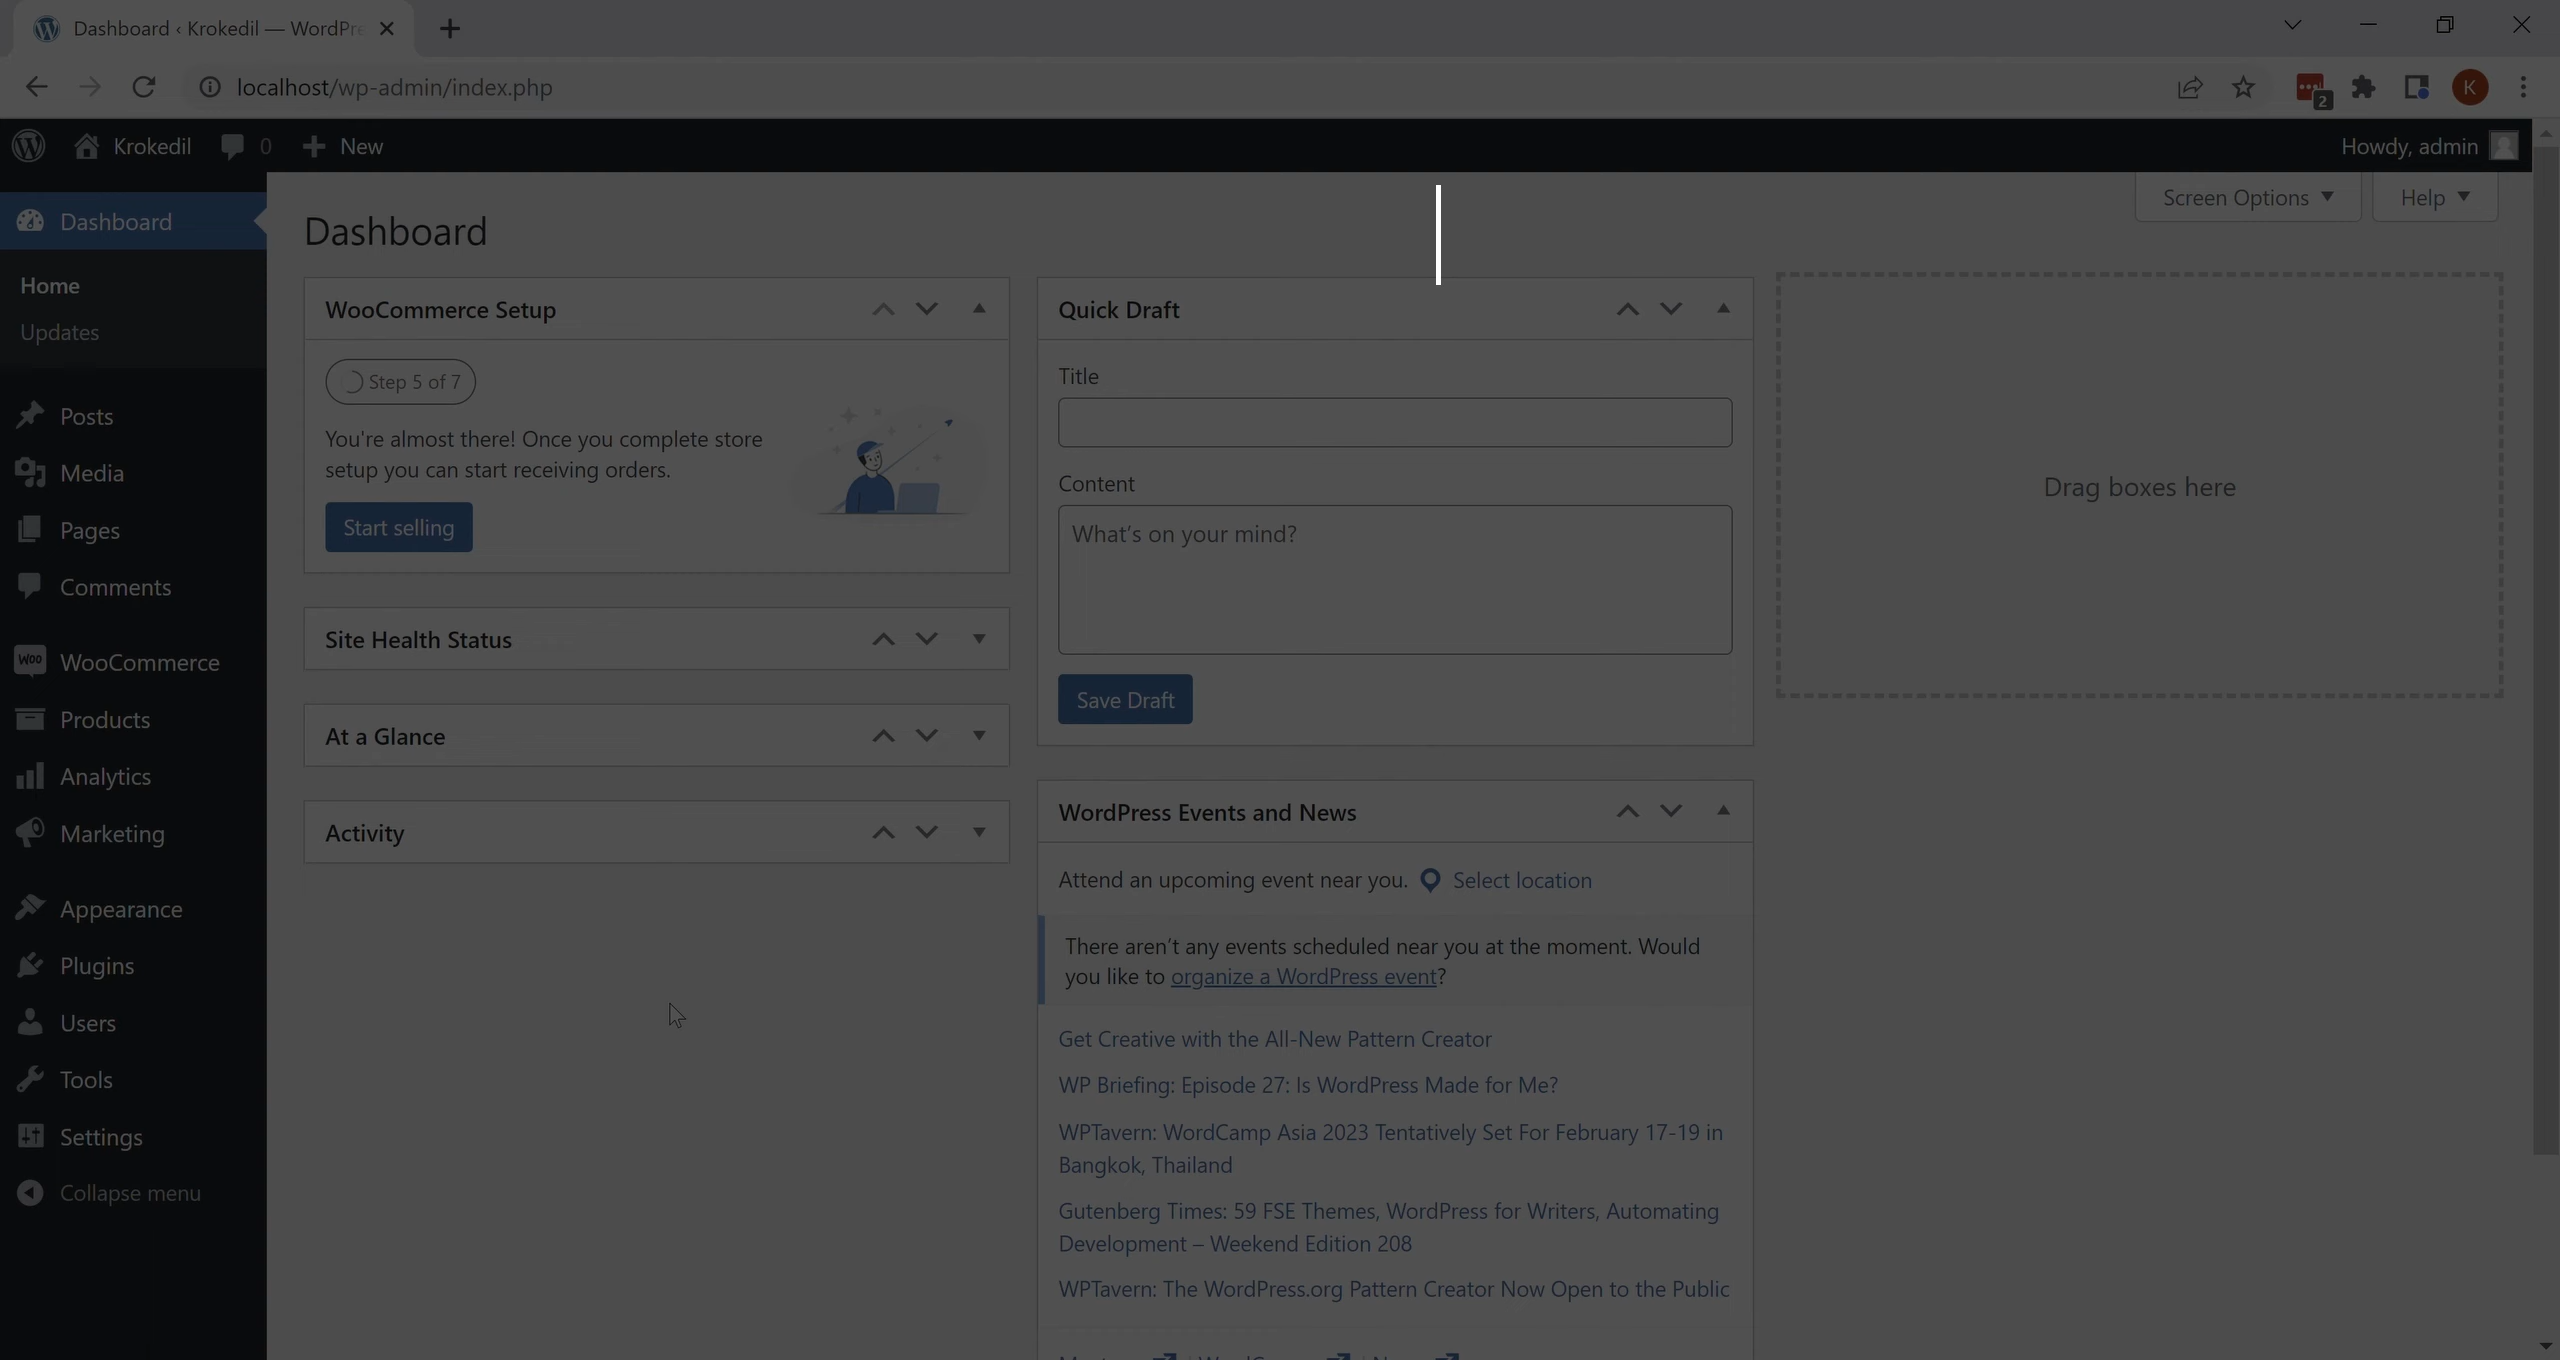 Dashboard ‹ Krokedil — WordPre
localhost/wp-admin/index.php
2
K
Krokedil
0
New
Howdy, admin
Dashboard
Home
Updates
Posts
Media
Pages
Comments
Woo
WooCommerce
Products
Analytics
Marketing
Appearance
Plugins
Users
Tools
Settings
Collapse menu
Dashboard
Screen Options
Help
WooCommerce Setup
Step 5 of 7
You're almost there! Once you complete store
setup you can start receiving orders.
Start selling
Site Health Status
At a Glance
Activity
Quick Draft
Title
Content
What's on your mind?
Save Draft
WordPress Events and News
Attend an upcoming event near you.
Select location
There aren't any events scheduled near you at the moment. Would
you like to organize a WordPress event?
Get Creative with the All-New Pattern Creator
WP Briefing: Episode 27: Is WordPress Made for Me?
WPTavern: WordCamp Asia 2023 Tentatively Set For February 17-19 in
Bangkok, Thailand
Gutenberg Times: 59 FSE Themes, WordPress for Writers, Automating
Development – Weekend Edition 208
WPTavern: The WordPress.org Pattern Creator Now Open to the Public
Drag boxes here